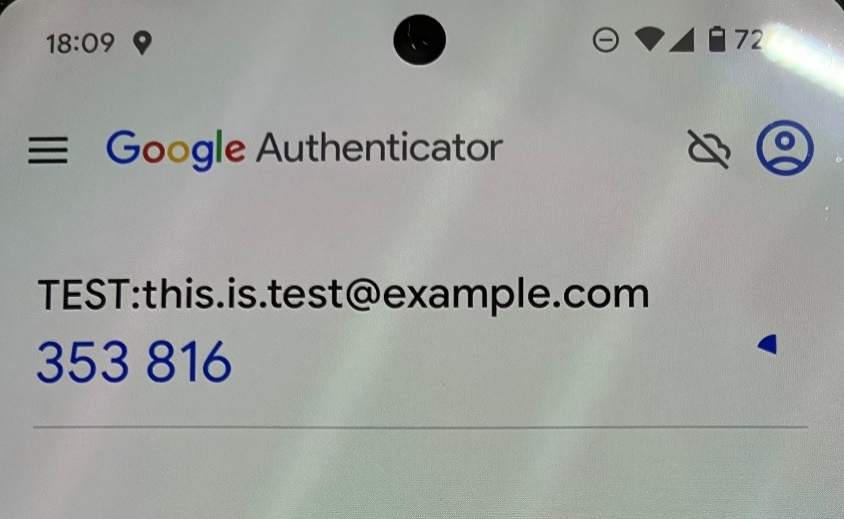 18:09 72
Google Authenticator
TEST:this.is.test@example.com
353 816